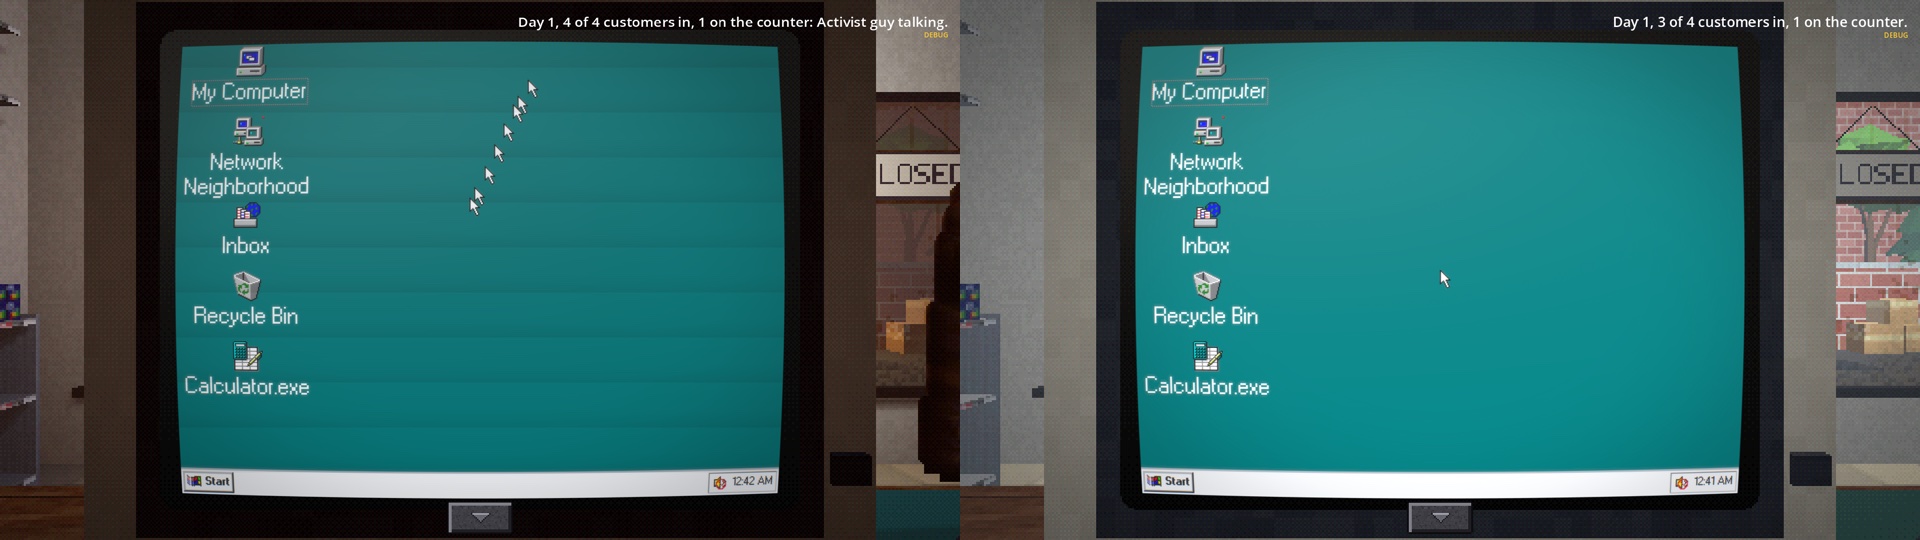 Day 1, 4 of 4 customers in, 1 on the counter: Activist guy talking.
DEBUG
My Computer
Network
Neighborhood
Inbox
Recycle Bin
Calculator.exe
Start
12:42 AM
LOSED
Day 1, 3 of 4 customers in, 1 on the counter.
DEBUG
My Computer
Network
Neighborhood
Inbox
Recycle Bin
Calculator.exe
Start
12:41 AM
LOSED